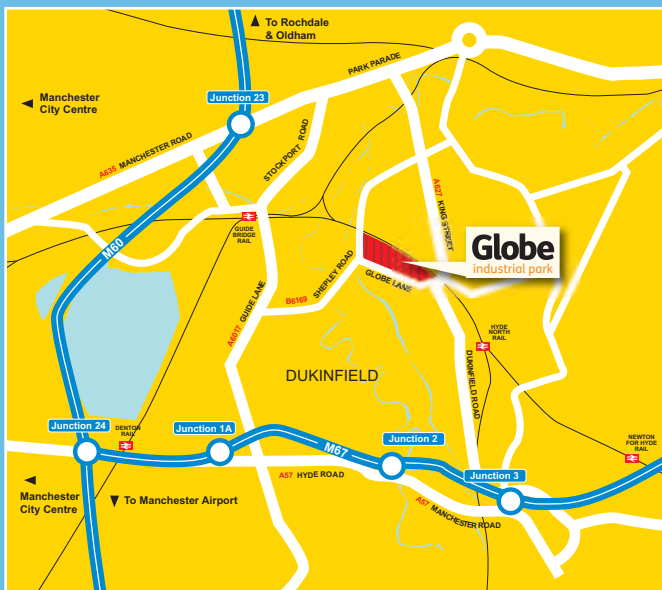 To Rochdale
& Oldham
PARK PARADE
Manchester
City Centre
Junction 23
A635 MANCHESTER ROAD
STOCKPORT ROAD
A627 KING STREET
GUIDE
BRIDGE
RAIL
M60
Globe
industrial park
SHEPLEY ROAD
GLOBE LANE
B6169
A6017 GUIDE LANE
HYDE
NORTH
RAIL
DUKINFIELD
DUKINFIELD ROAD
Junction 24
DENTON
RAIL
Junction 1A
M67
Junction 2
NEWTON
FOR HYDE
RAIL
A57 HYDE ROAD
Junction 3
Manchester
City Centre
To Manchester Airport
A57 MANCHESTER ROAD